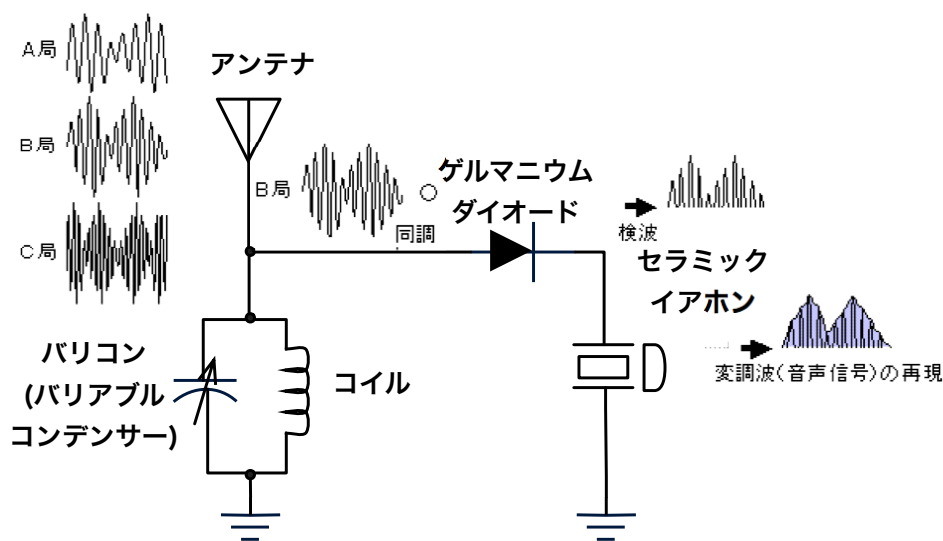 A局
アンテナ
B局
B局
ゲルマニウム
ダイオード
同調
検波
C局
セラミック
イアホン
バリコン
(バリアブル
コンデンサー)
コイル
変調波(音声信号)の再現